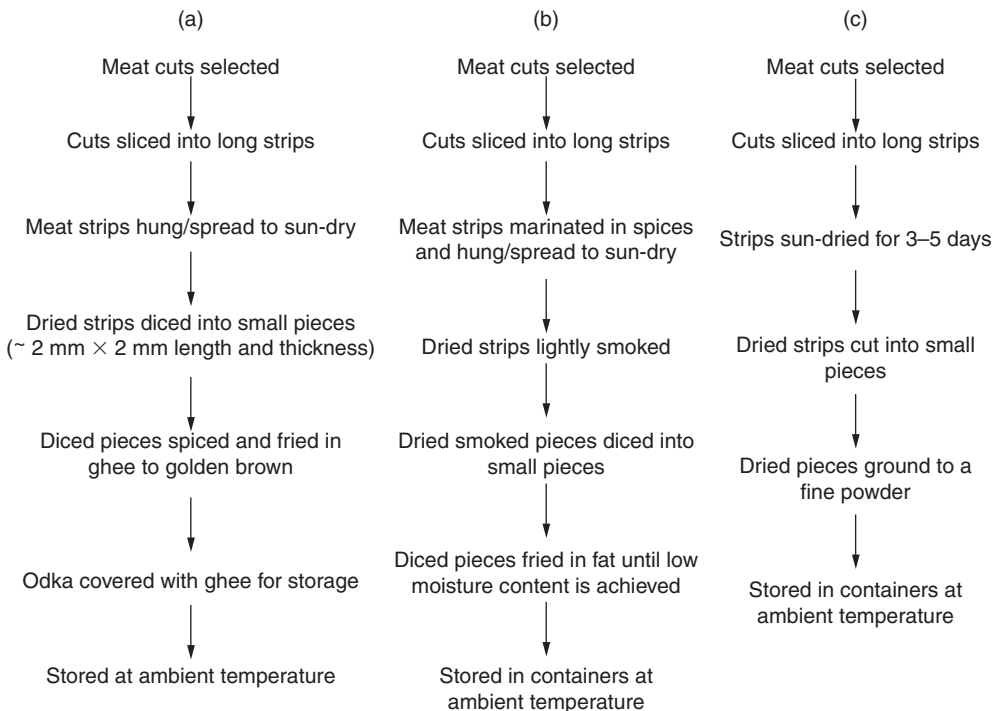 (a)
Meat cuts selected
Cuts sliced into long strips
Meat strips hung/spread to sun-dry
Dried strips diced into small pieces
(~ 2 mm × 2 mm length and thickness)
Diced pieces spiced and fried in
ghee to golden brown
Odka covered with ghee for storage
Stored at ambient temperature
(b)
Meat cuts selected
Cuts sliced into long strips
Meat strips marinated in spices
and hung/spread to sun-dry
Dried strips lightly smoked
Dried smoked pieces diced into
small pieces
Diced pieces fried in fat until low
moisture content is achieved
Stored in containers at
ambient temperature
(c)
Meat cuts selected
Cuts sliced into long strips
Strips sun-dried for 3–5 days
Dried strips cut into small
pieces
Dried pieces ground to a
fine powder
Stored in containers at
ambient temperature